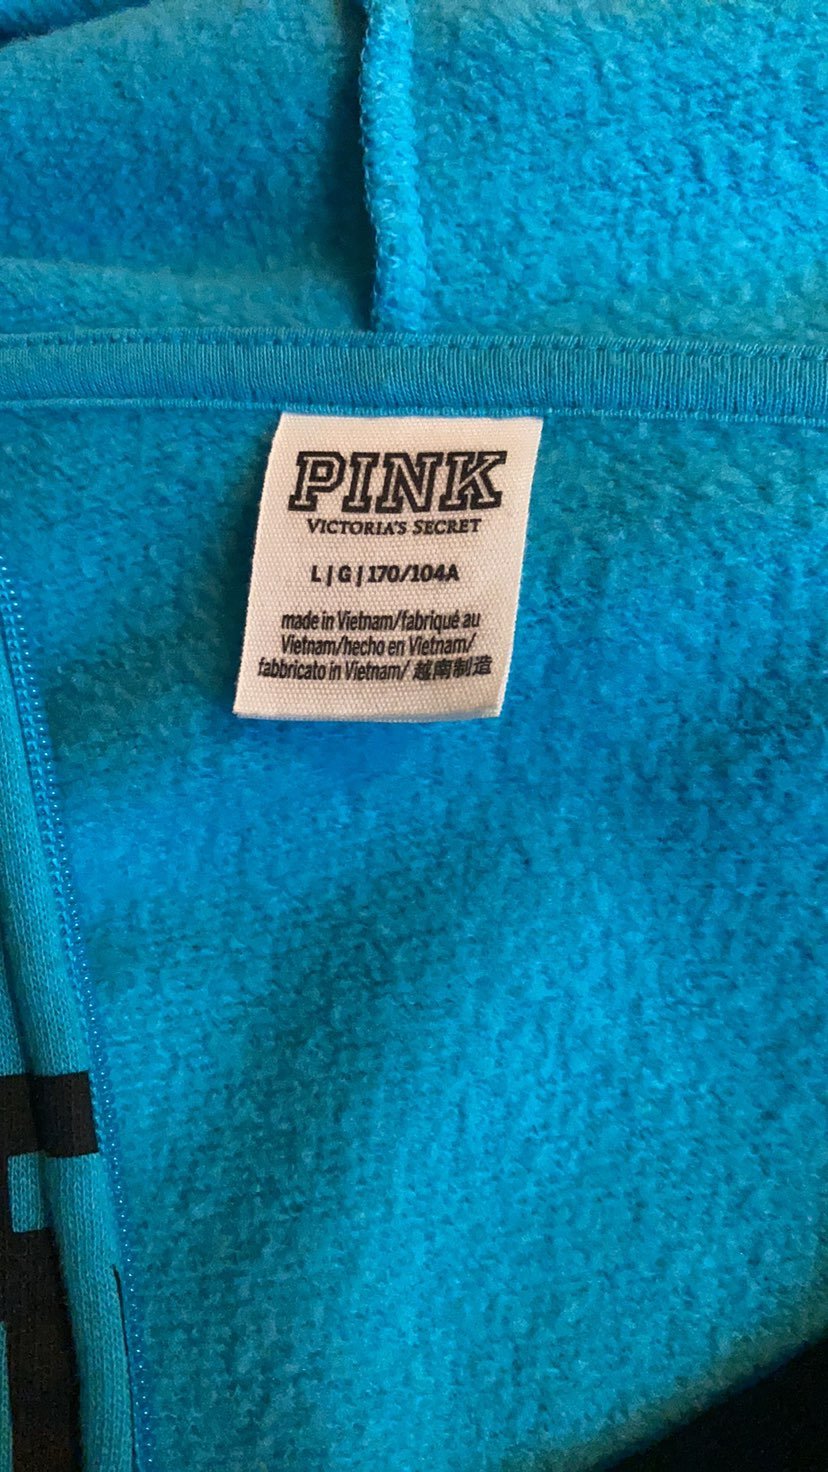 PINK
VICTORIA'S SECRET
L | G | 170/104A
made in Vietnam/fabriqué au
Vietnam/hecho en Vietnam/
fabbricato in Vietnam/ 越南制造